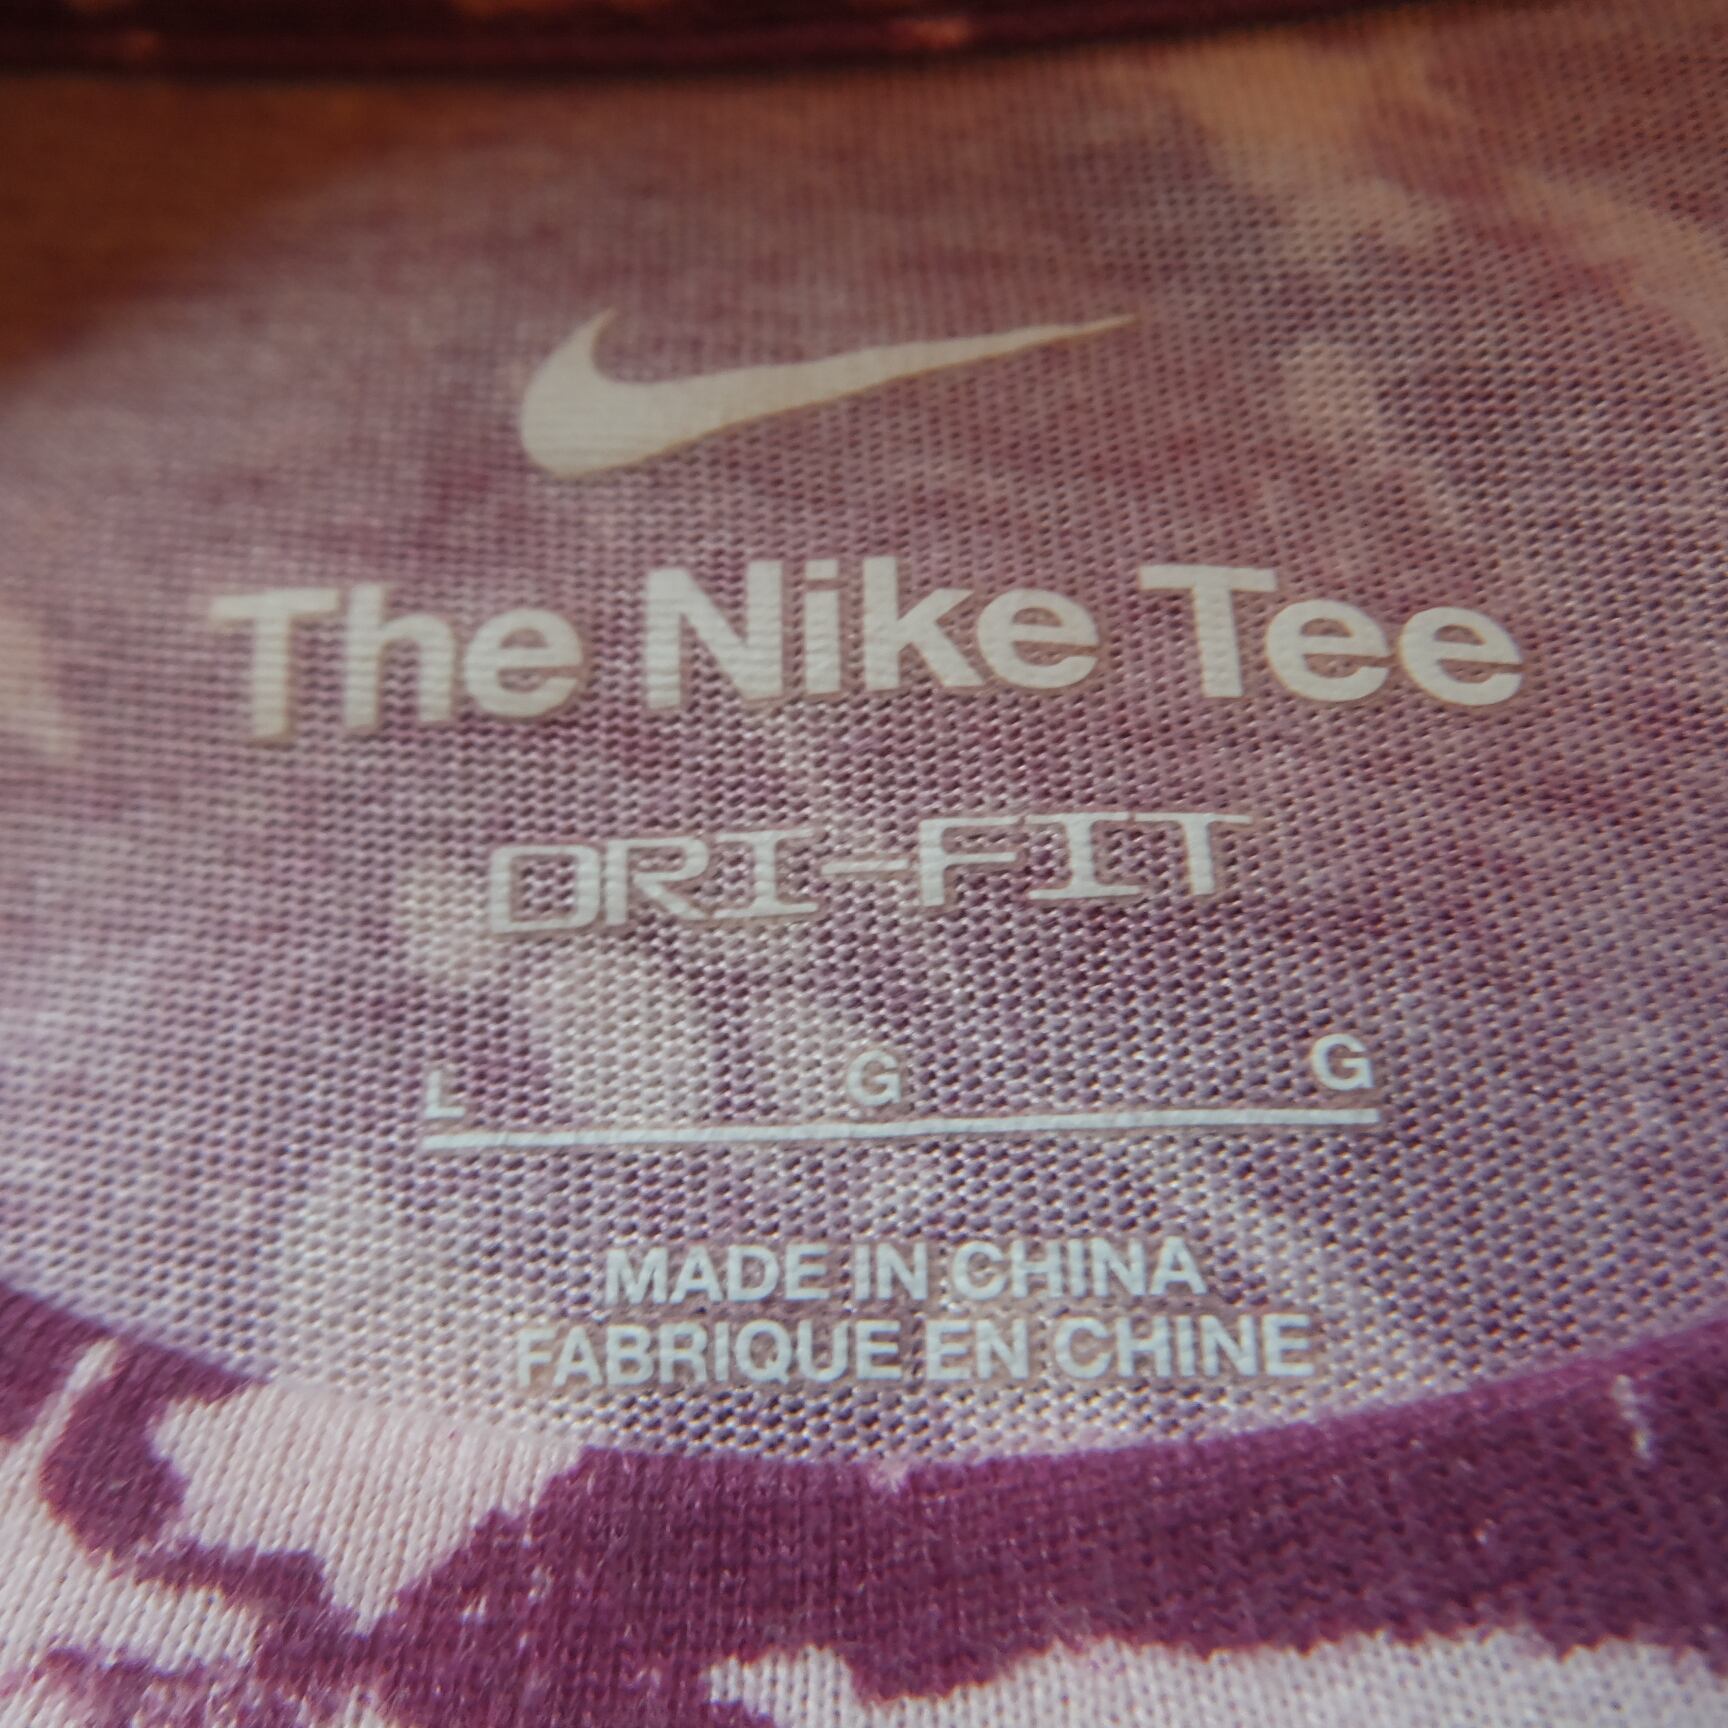 The Nike Tee
DRI-FIT
L G G
MADE IN CHINA
FABRIQUE EN CHINE